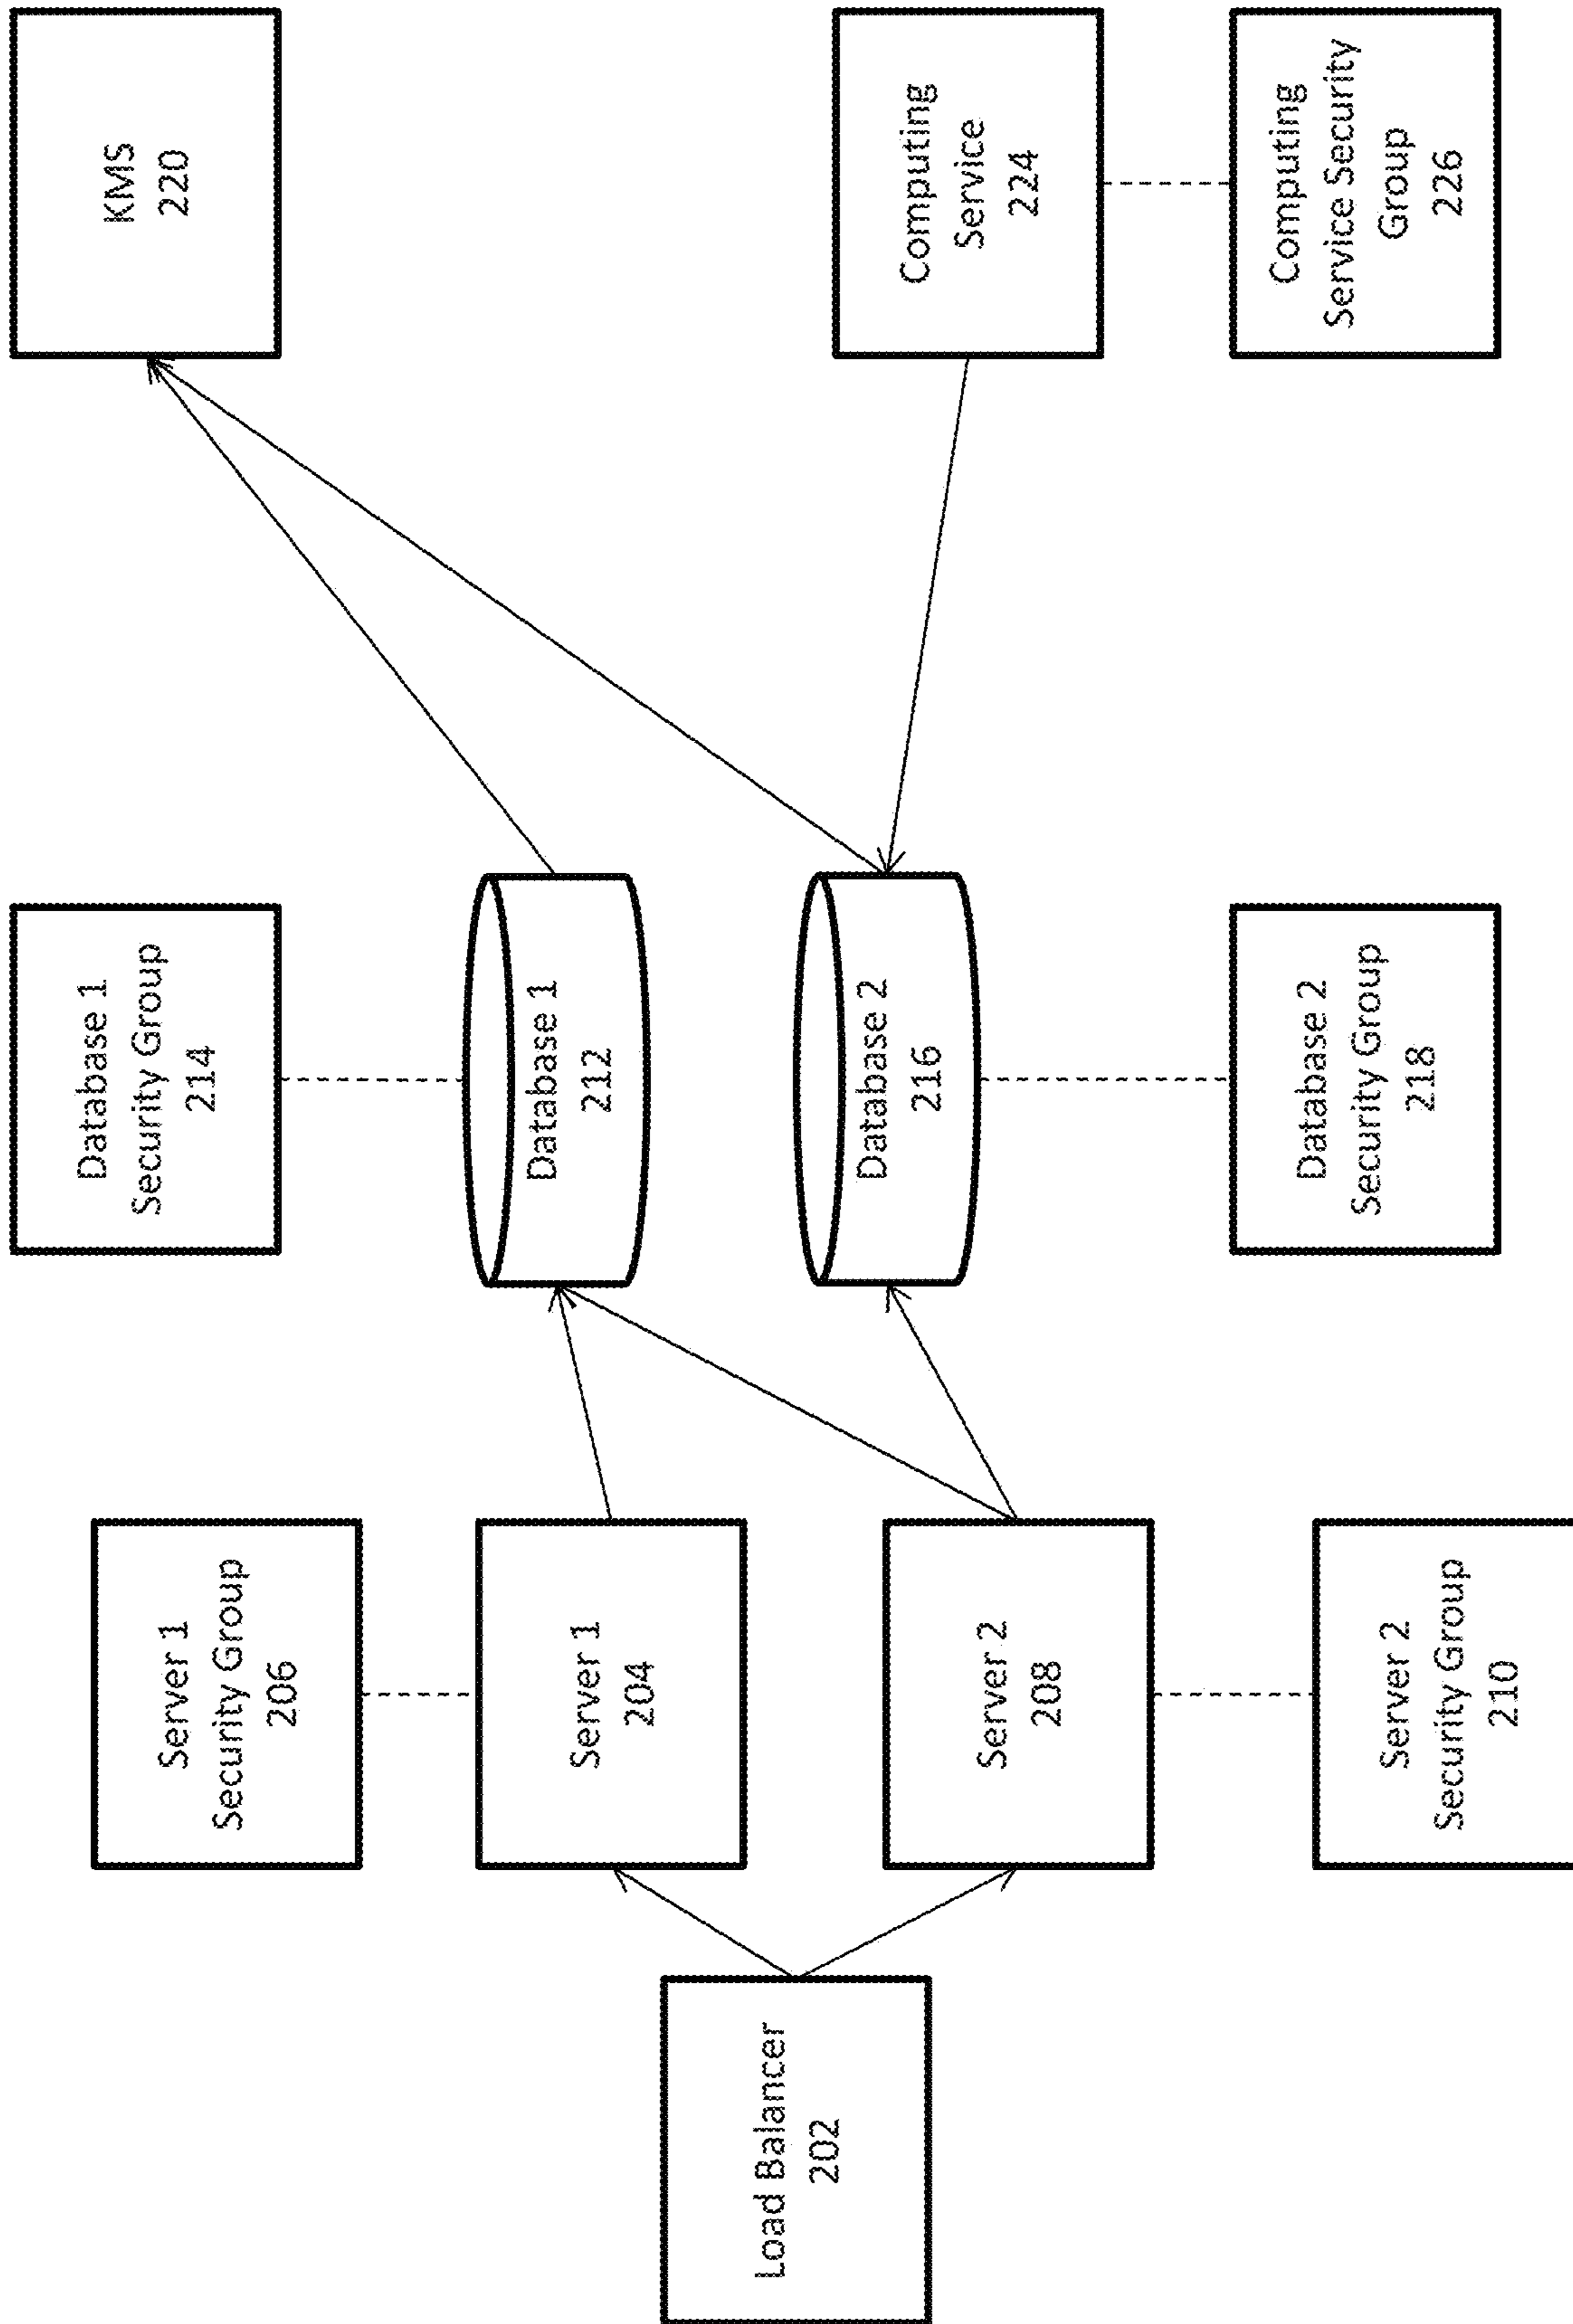 Load Balancer
202
Server 1
Security Group
206
Server 1
204
Server 2
208
Server 2
Security Group
210
Database 1
Security Group
214
Database 1
212
Database 2
216
Database 2
Security Group
218
KMS
220
Computing
Service
224
Computing
Service Security
Group
226